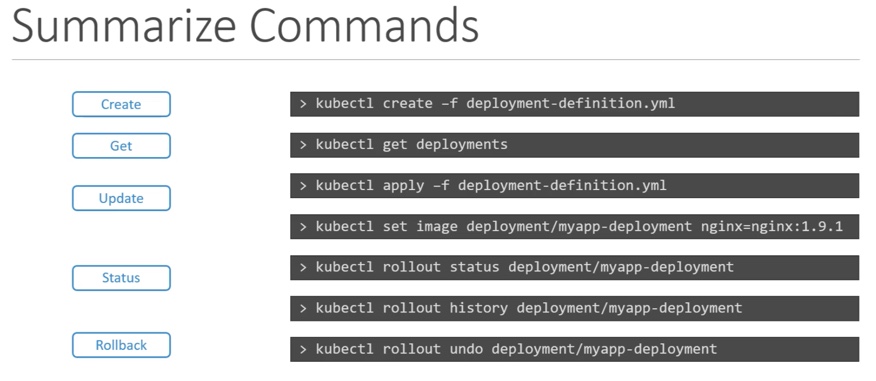 Summarize Commands
Create
> kubectl create –f deployment-definition.yml
Get
> kubectl get deployments
Update
> kubectl apply –f deployment-definition.yml
> kubectl set image deployment/myapp-deployment nginx=nginx:1.9.1
Status
> kubectl rollout status deployment/myapp-deployment
> kubectl rollout history deployment/myapp-deployment
Rollback
> kubectl rollout undo deployment/myapp-deployment